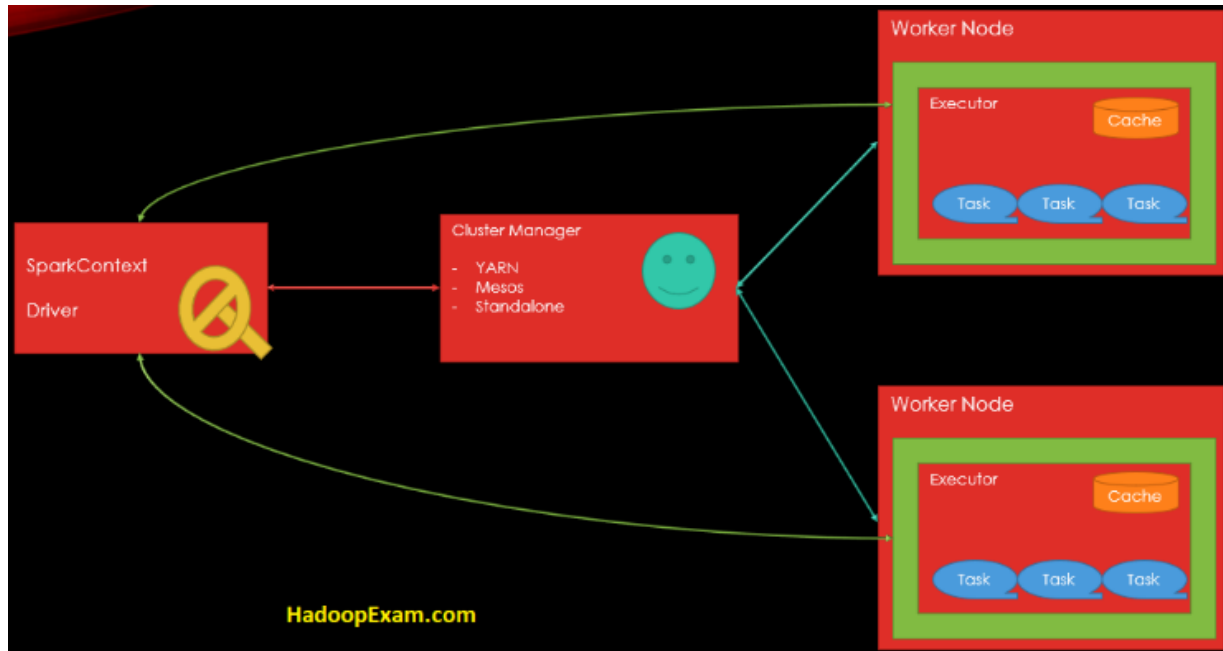 SparkContext
Driver
Cluster Manager
- YARN
- Mesos
- Standalone
Worker Node
Executor
Cache
Task Task Task
Worker Node
Executor
Cache
Task Task Task
HadoopExam.com